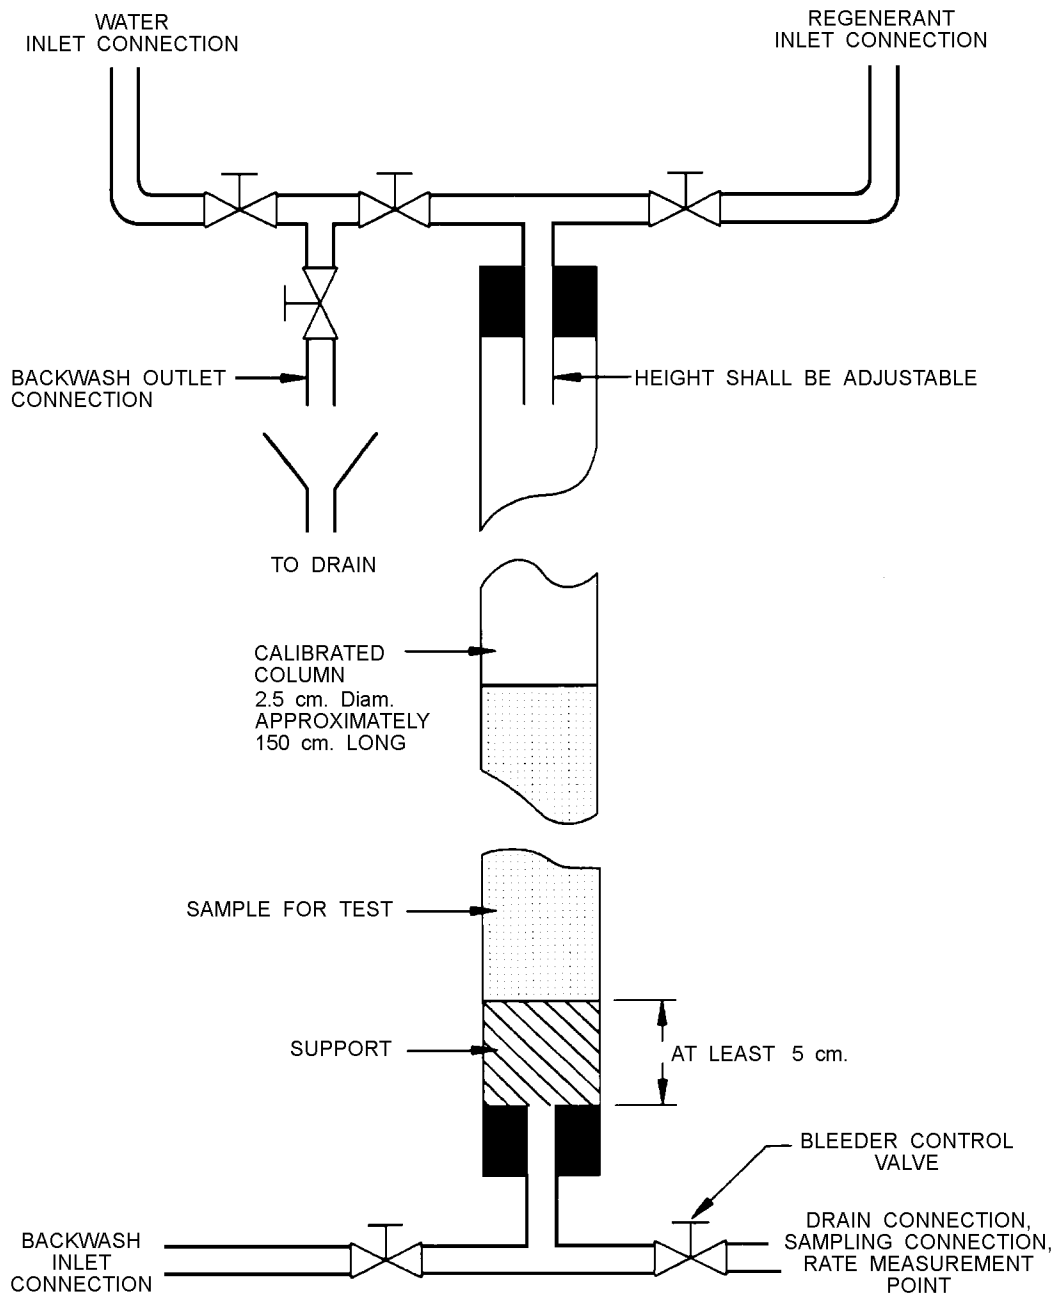 WATER
INLET CONNECTION
REGENERANT
INLET CONNECTION
BACKWASH OUTLET
CONNECTION
HEIGHT SHALL BE ADJUSTABLE
TO DRAIN
CALIBRATED
COLUMN
2.5 cm. Diam.
APPROXIMATELY
150 cm. LONG
SAMPLE FOR TEST
SUPPORT
AT LEAST 5 cm.
BLEEDER CONTROL
VALVE
BACKWASH
INLET
CONNECTION
DRAIN CONNECTION,
SAMPLING CONNECTION,
RATE MEASUREMENT
POINT